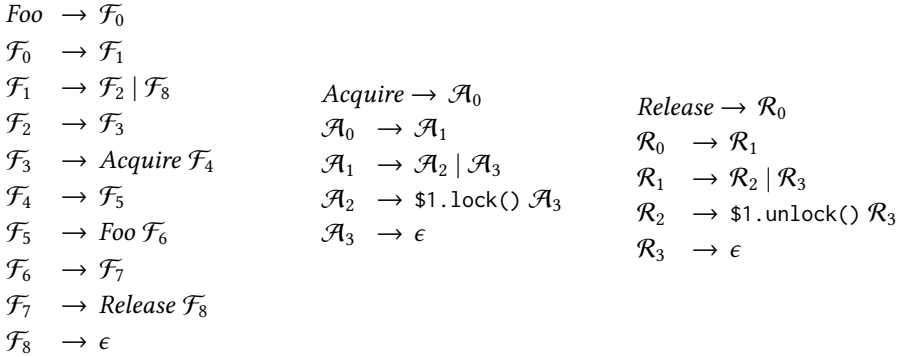 Foo → ℱ₀
ℱ₀ → ℱ₁
ℱ₁ → ℱ₂ | ℱ₈
ℱ₂ → ℱ₃
ℱ₃ → Acquire ℱ₄
ℱ₄ → ℱ₅
ℱ₅ → Foo ℱ₆
ℱ₆ → ℱ₇
ℱ₇ → Release ℱ₈
ℱ₈ → ϵ
Acquire → 𝒜₀
𝒜₀ → 𝒜₁
𝒜₁ → 𝒜₂ | 𝒜₃
𝒜₂ → $1.lock() 𝒜₃
𝒜₃ → ϵ
Release → ℛ₀
ℛ₀ → ℛ₁
ℛ₁ → ℛ₂ | ℛ₃
ℛ₂ → $1.unlock() ℛ₃
ℛ₃ → ϵ